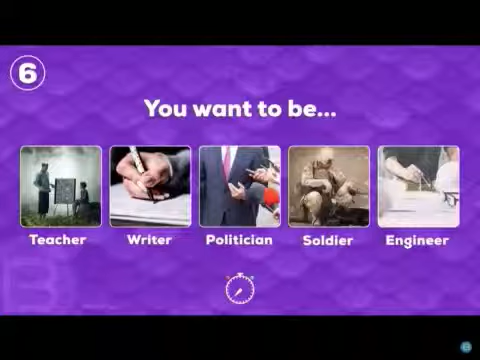 6
You want to be...
Teacher
Writer
Politician
Soldier
Engineer